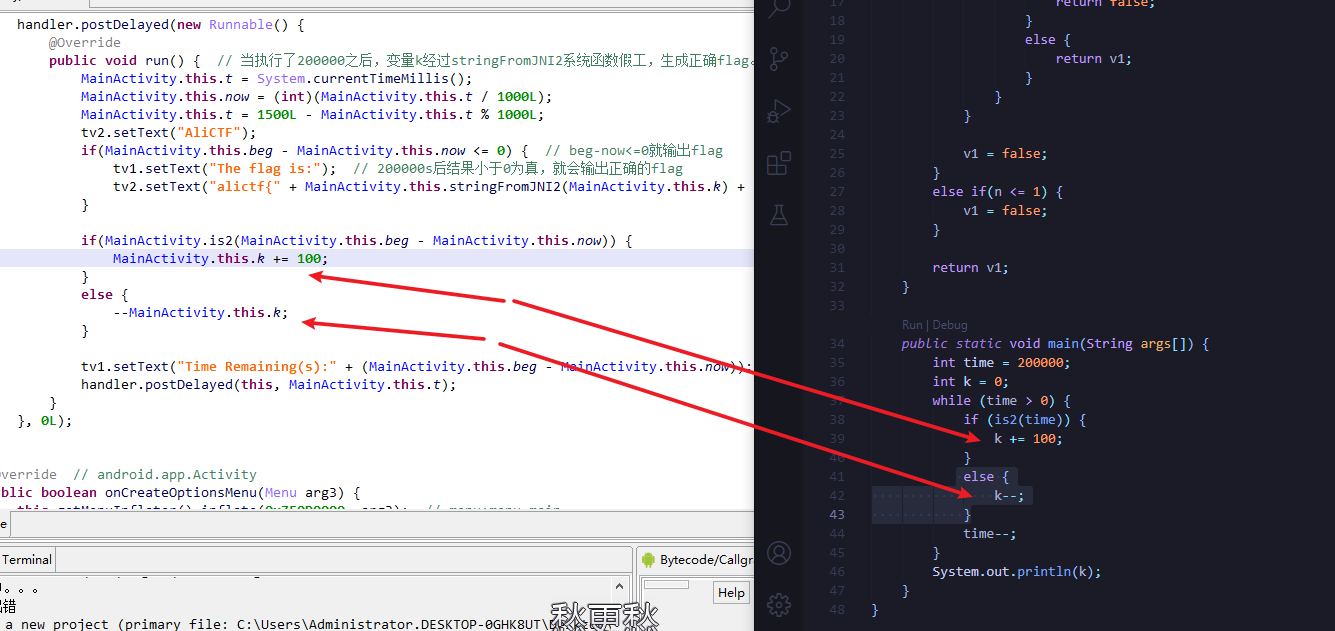 handler.postDelayed(new Runnable() {
@Override
public void run() {  // 当执行了200000之后，变量k经过stringFromJNI2系统函数假工，生成正确flag。
MainActivity.this.t = System.currentTimeMillis();
MainActivity.this.now = (int)(MainActivity.this.t / 1000L);
MainActivity.this.t = 1500L - MainActivity.this.t % 1000L;
tv2.setText("AliCTF");
if(MainActivity.this.beg - MainActivity.this.now <= 0) {  // beg-now<=0就输出flag
tv1.setText("The flag is:");  // 200000s后结果小于0为真，就会输出正确的flag
tv2.setText("alictf{" + MainActivity.this.stringFromJNI2(MainActivity.this.k) +
}
if(MainActivity.is2(MainActivity.this.beg - MainActivity.this.now)) {
MainActivity.this.k += 100;
}
else {
--MainActivity.this.k;
}
tv1.setText("Time Remaining(s):" + (MainActivity.this.beg - MainActivity.this.now));
handler.postDelayed(this, MainActivity.this.t);
}
}, 0L);
verride  // android.app.Activity
blic boolean onCreateOptionsMenu(Menu arg3) {
e
Terminal
Bytecode/Callgr
Help
。。。
错
a new project (primary file: C:\Users\Administrator.DESKTOP-0GHK8UT\
秋雨秋
17 return false;
18 }
19 else {
20 return v1;
21 }
22 }
23 }
24
25 v1 = false;
26 }
27 else if(n <= 1) {
28 v1 = false;
29 }
30
31 return v1;
32 }
33
Run | Debug
34 public static void main(String args[]) {
35 int time = 200000;
36 int k = 0;
37 while (time > 0) {
38 if (is2(time)) {
39 k += 100;
40 }
41 else {
42 k--;
43 }
44 time--;
45 }
46 System.out.println(k);
47 }
48 }